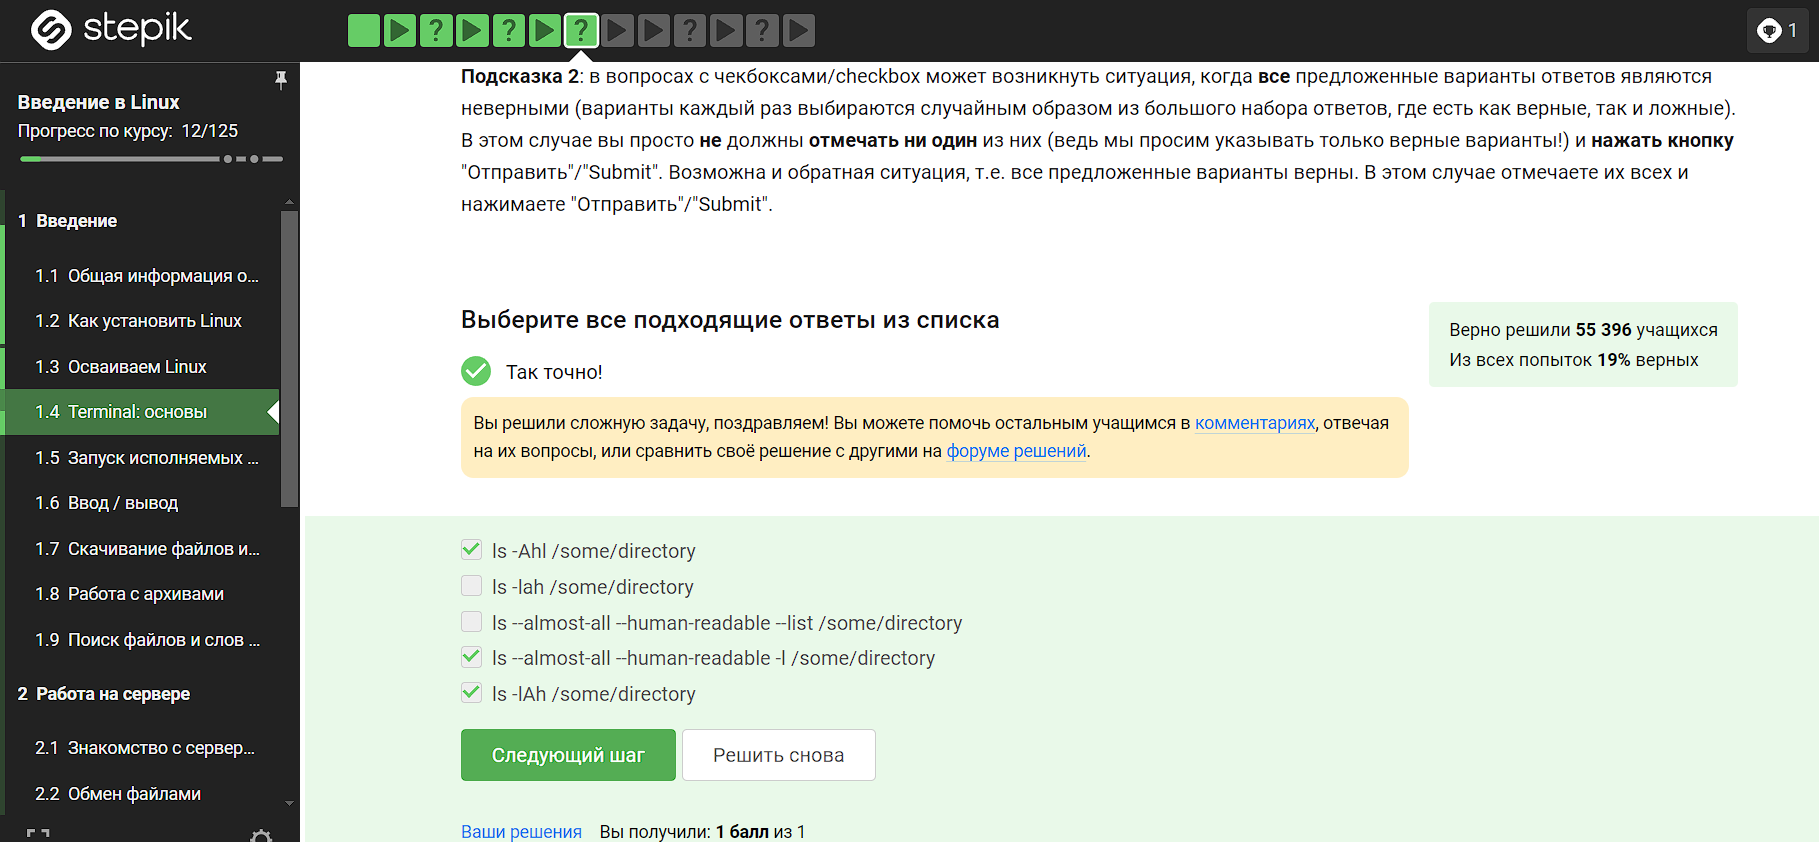 stepik
? ? ? ? ?
1
Введение в Linux
Прогресс по курсу: 12/125
1 Введение
1.1 Общая информация о...
1.2 Как установить Linux
1.3 Осваиваем Linux
1.4 Terminal: основы
1.5 Запуск исполняемых ...
1.6 Ввод / вывод
1.7 Скачивание файлов и...
1.8 Работа с архивами
1.9 Поиск файлов и слов ...
2 Работа на сервере
2.1 Знакомство с сервер...
2.2 Обмен файлами
Подсказка 2: в вопросах с чекбоксами/checkbox может возникнуть ситуация, когда все предложенные варианты ответов являются
неверными (варианты каждый раз выбираются случайным образом из большого набора ответов, где есть как верные, так и ложные).
В этом случае вы просто не должны отмечать ни один из них (ведь мы просим указывать только верные варианты!) и нажать кнопку
"Отправить"/"Submit". Возможна и обратная ситуация, т.е. все предложенные варианты верны. В этом случае отмечаете их всех и
нажимаете "Отправить"/"Submit".
Выберите все подходящие ответы из списка
Верно решили 55 396 учащихся
Из всех попыток 19% верных
Так точно!
Вы решили сложную задачу, поздравляем! Вы можете помочь остальным учащимся в комментариях, отвечая
на их вопросы, или сравнить своё решение с другими на форуме решений.
ls -Ahl /some/directory
ls -lah /some/directory
ls --almost-all --human-readable --list /some/directory
ls --almost-all --human-readable -l /some/directory
ls -lAh /some/directory
Следующий шаг
Решить снова
Ваши решения Вы получили: 1 балл из 1